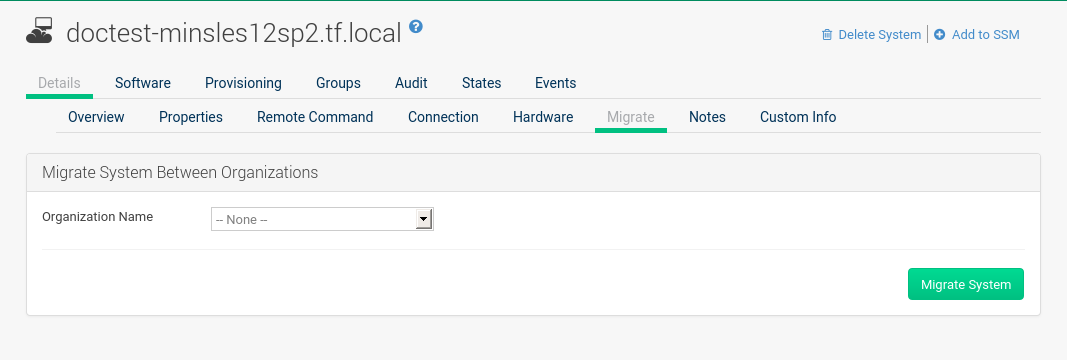 doctest-minsles12sp2.tf.local ?
Delete System | Add to SSM
Details Software Provisioning Groups Audit States Events
Overview Properties Remote Command Connection Hardware Migrate Notes Custom Info
Migrate System Between Organizations
Organization Name -- None --
Migrate System